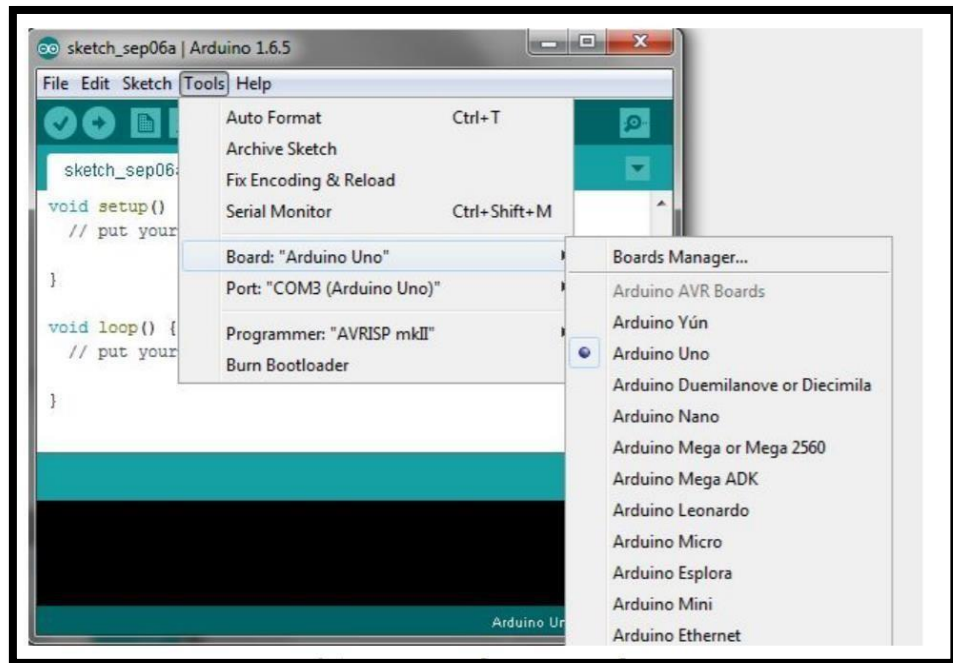 sketch_sep06a | Arduino 1.6.5
File Edit Sketch Tools Help
sketch_sep06a
void setup()
// put your
}
void loop() {
// put your
}
Auto Format Ctrl+T
Archive Sketch
Fix Encoding & Reload
Serial Monitor Ctrl+Shift+M
Board: "Arduino Uno"
Port: "COM3 (Arduino Uno)"
Programmer: "AVRISP mkII"
Burn Bootloader
Boards Manager...
Arduino AVR Boards
Arduino Yún
Arduino Uno
Arduino Duemilanove or Diecimila
Arduino Nano
Arduino Mega or Mega 2560
Arduino Mega ADK
Arduino Leonardo
Arduino Micro
Arduino Esplora
Arduino Mini
Arduino Ethernet
Arduino